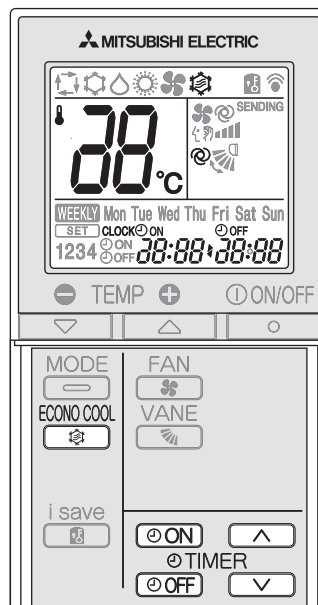 MITSUBISHI ELECTRIC
SENDING
88 °C
WEEKLY Mon Tue Wed Thu Fri Sat Sun
SET CLOCK ON OFF
1234 ON OFF 88:88 88:88
TEMP ON/OFF
MODE FAN
ECONO COOL VANE
i save
ON
TIMER
OFF